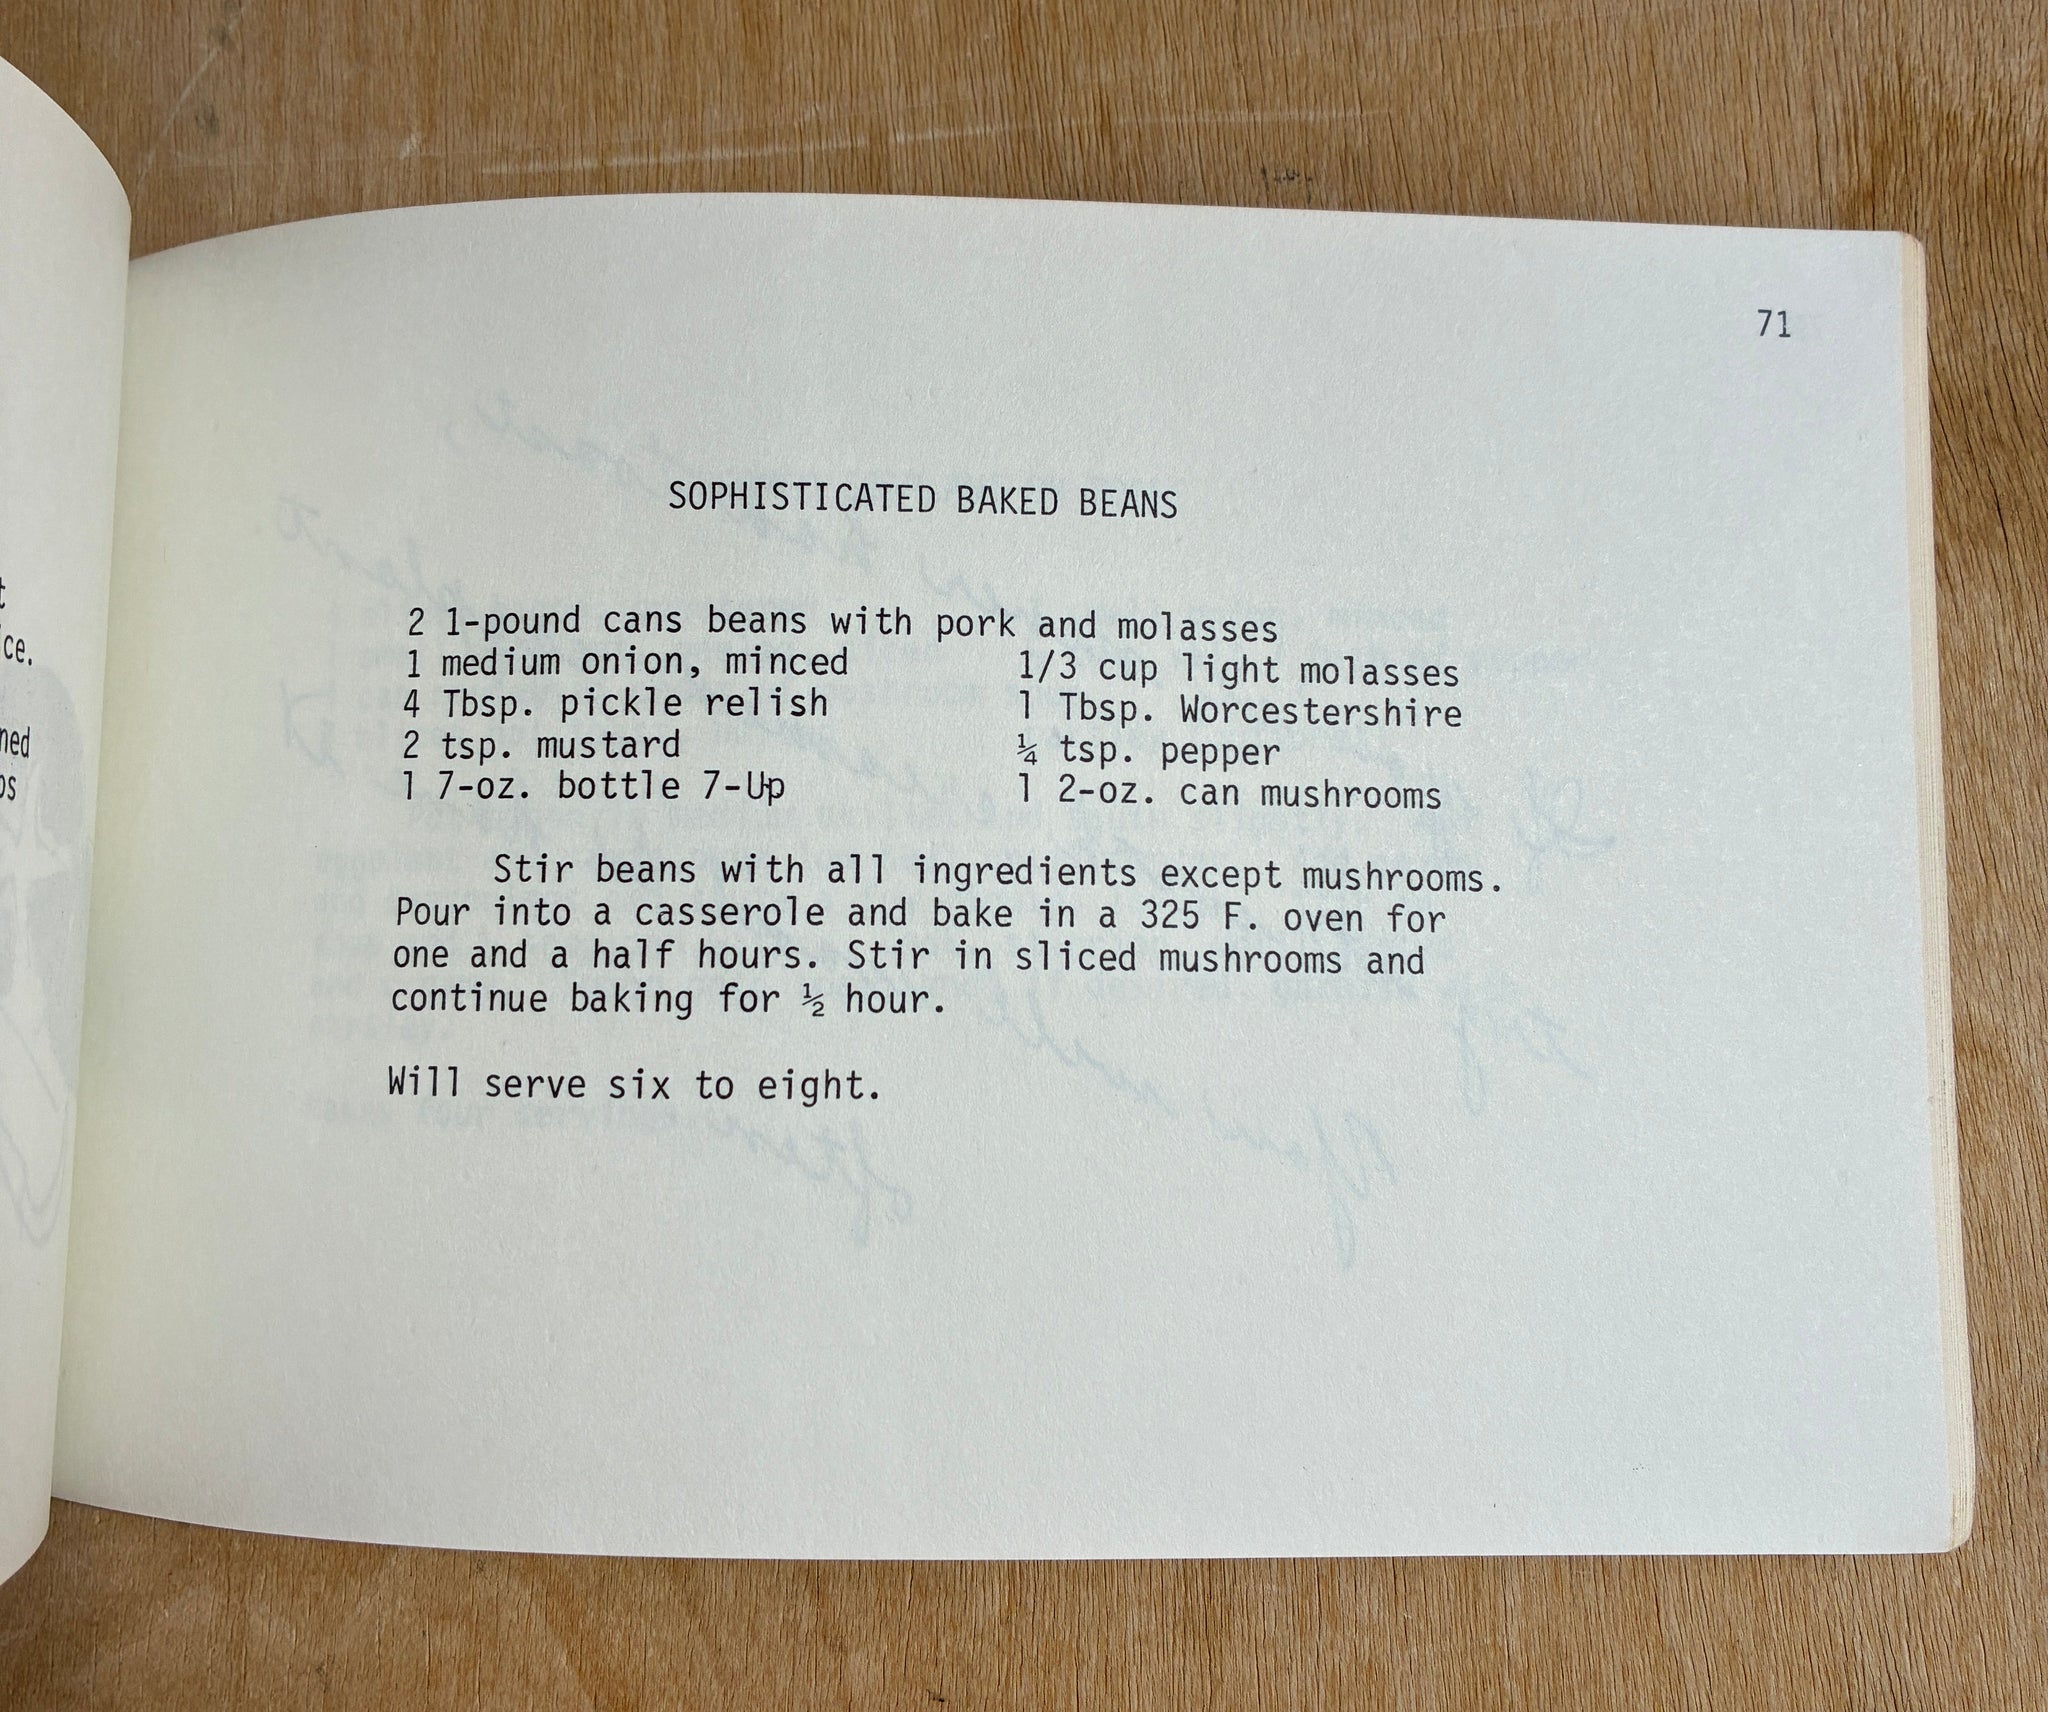 71
SOPHISTICATED BAKED BEANS
2 1-pound cans beans with pork and molasses
1 medium onion, minced 1/3 cup light molasses
4 Tbsp. pickle relish 1 Tbsp. Worcestershire
2 tsp. mustard ¼ tsp. pepper
1 7-oz. bottle 7-Up 1 2-oz. can mushrooms
Stir beans with all ingredients except mushrooms.
Pour into a casserole and bake in a 325 F. oven for
one and a half hours. Stir in sliced mushrooms and
continue baking for ½ hour.
Will serve six to eight.